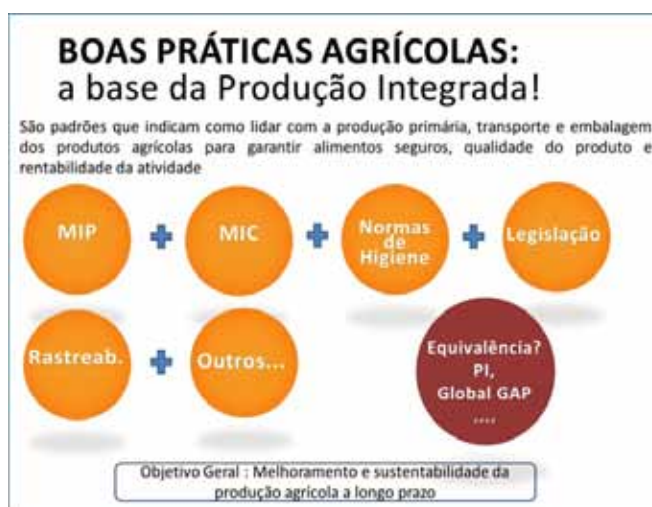 BOAS PRÁTICAS AGRÍCOLAS:
a base da Produção Integrada!
São padrões que indicam como lidar com a produção primária, transporte e embalagem
dos produtos agrícolas para garantir alimentos seguros, qualidade do produto e
rentabilidade da atividade
MIP + MIC + Normas
de
Higiene + Legislação
Rastreab. + Outros...
Equivalência?
PI,
Global GAP
....
Objetivo Geral : Melhoramento e sustentabilidade da
produção agrícola a longo prazo